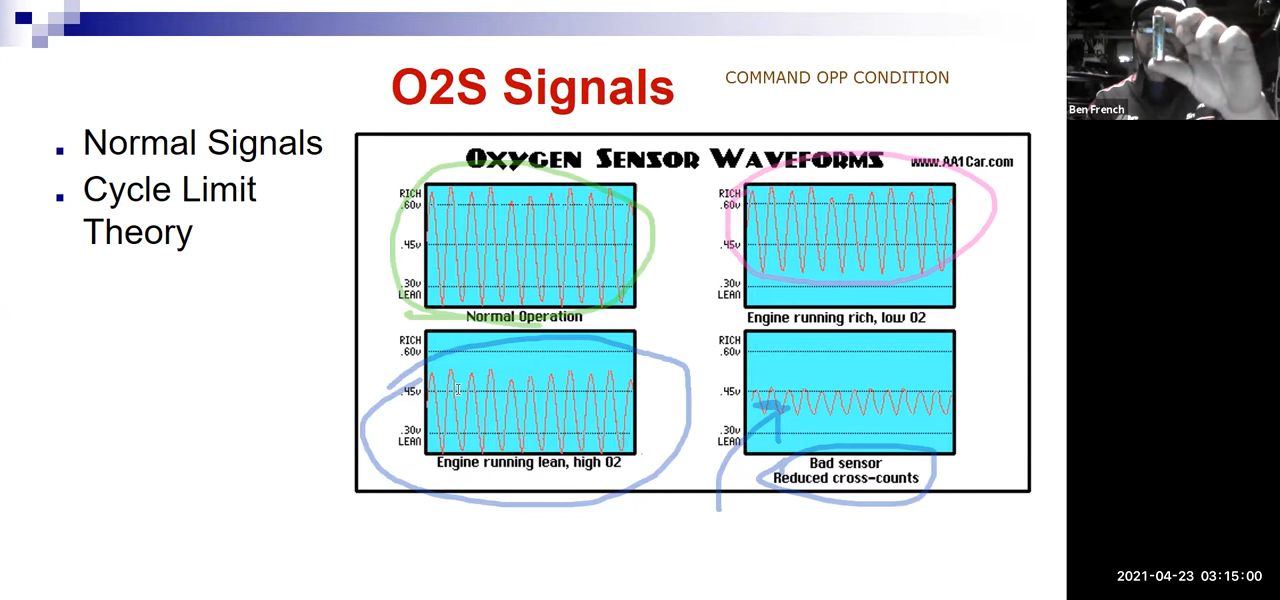 O2S Signals
COMMAND OPP CONDITION
Ben French
Normal Signals
Cycle Limit
Theory
Oxygen Sensor Waveforms
www.AA1Car.com
RICH
.60v
.45v
.30v
LEAN
Normal Operation
RICH
.60v
.45v
.30v
LEAN
Engine running rich, low O2
RICH
.60v
.45v
.30v
LEAN
Engine running lean, high O2
RICH
.60v
.45v
.30v
LEAN
Bad sensor
Reduced cross-counts
2021-04-23 03:15:00